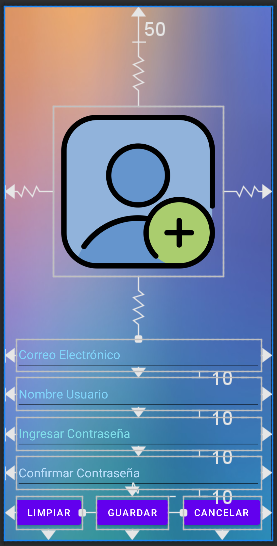 50
Correo Electrónico
10
Nombre Usuario
10
Ingresar Contraseña
10
Confirmar Contraseña
10
LIMPIAR GUARDAR CANCELAR